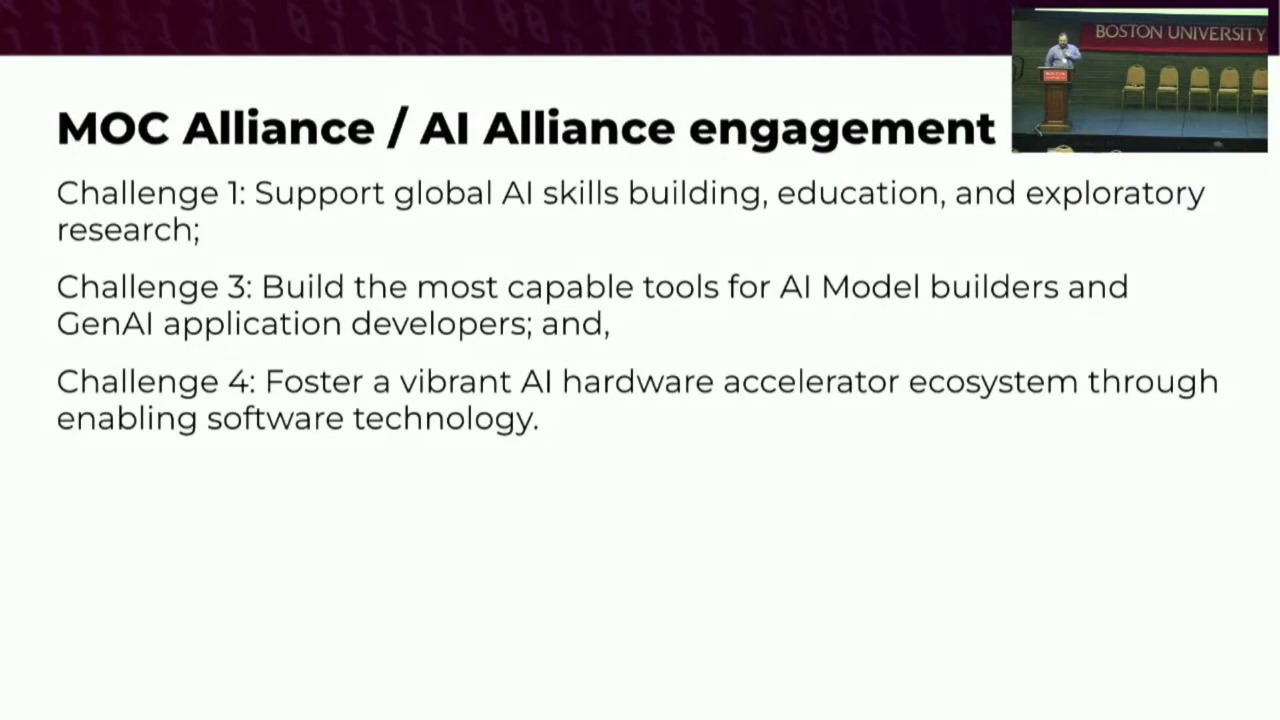 BOSTON UNIVERSITY
MOC Alliance / AI Alliance engagement
Challenge 1: Support global AI skills building, education, and exploratory
research;
Challenge 3: Build the most capable tools for AI Model builders and
GenAI application developers; and,
Challenge 4: Foster a vibrant AI hardware accelerator ecosystem through
enabling software technology.